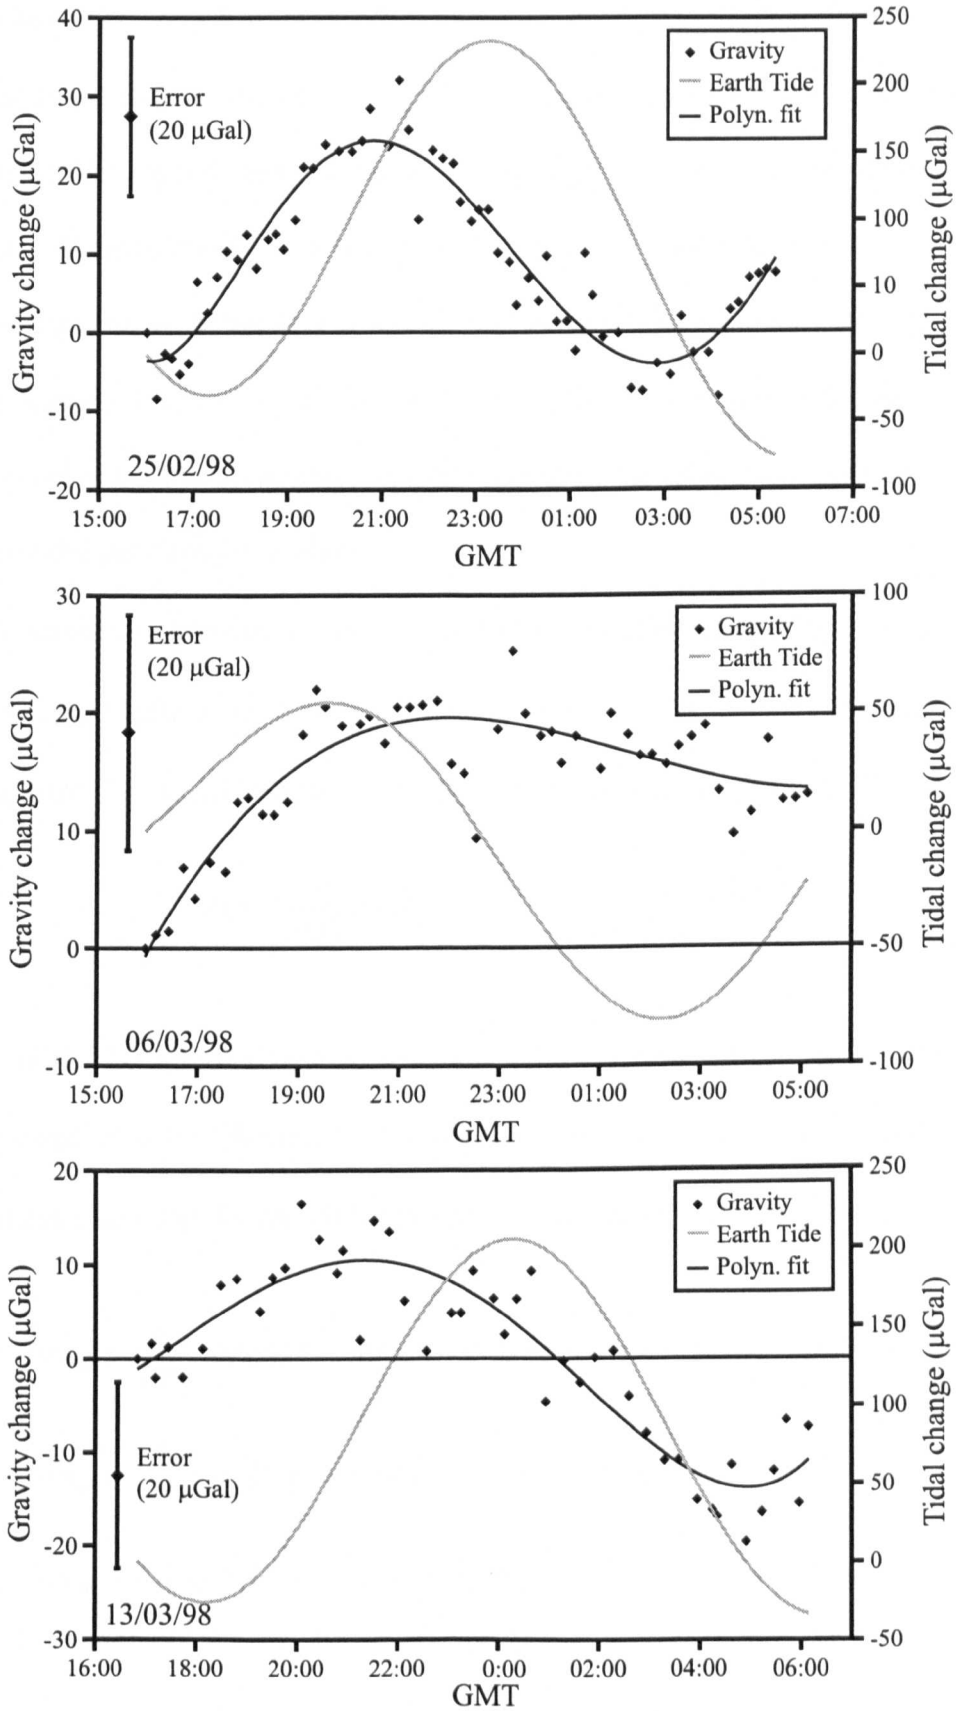 40
30
20
10
0
-10
-20
Gravity change (μGal)
Error
(20 μGal)
25/02/98
Gravity
Earth Tide
Polyn. fit
250
200
150
100
10
0
-50
-100
Tidal change (μGal)
15:00 17:00 19:00 21:00 23:00 01:00 03:00 05:00 07:00
GMT
30
20
10
0
-10
Gravity change (μGal)
Error
(20 μGal)
06/03/98
Gravity
Earth Tide
Polyn. fit
100
50
0
-50
-100
Tidal change (μGal)
15:00 17:00 19:00 21:00 23:00 01:00 03:00 05:00
GMT
20
10
0
-10
-20
-30
Gravity change (μGal)
Error
(20 μGal)
13/03/98
Gravity
Earth Tide
Polyn. fit
250
200
150
100
50
0
-50
Tidal change (μGal)
16:00 18:00 20:00 22:00 0:00 02:00 04:00 06:00
GMT